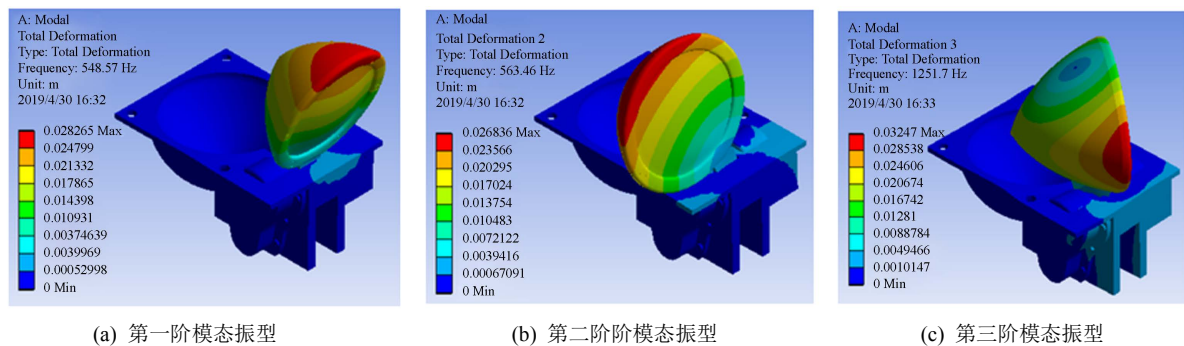 A: Modal
Total Deformation
Type: Total Deformation
Frequency: 548.57 Hz
Unit: m
2019/4/30 16:32
0.028265 Max
0.024799
0.021332
0.017865
0.014398
0.010931
0.00374639
0.0039969
0.00052998
0 Min
(a) 第一阶模态振型
A: Modal
Total Deformation 2
Type: Total Deformation
Frequency: 563.46 Hz
Unit: m
2019/4/30 16:32
0.026836 Max
0.023566
0.020295
0.017024
0.013754
0.010483
0.0072122
0.0039416
0.00067091
0 Min
(b) 第二阶阶模态振型
A: Modal
Total Deformation 3
Type: Total Deformation
Frequency: 1251.7 Hz
Unit: m
2019/4/30 16:33
0.03247 Max
0.028538
0.024606
0.020674
0.016742
0.01281
0.0088784
0.0049466
0.0010147
0 Min
(c) 第三阶模态振型